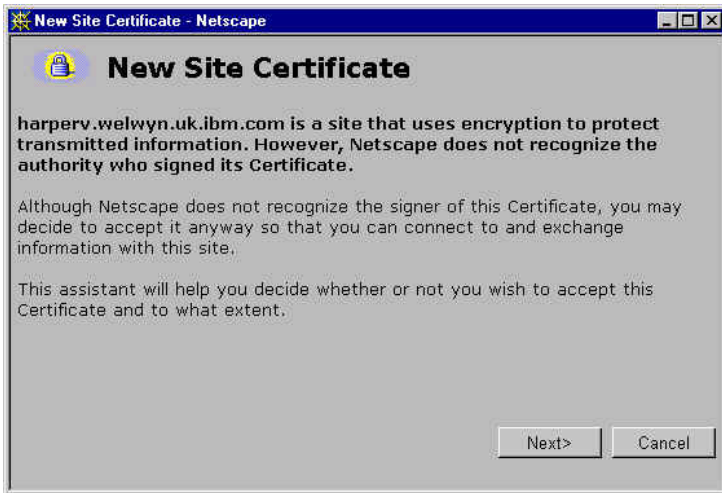 New Site Certificate - Netscape
New Site Certificate
harperv.welwyn.uk.ibm.com is a site that uses encryption to protect
transmitted information. However, Netscape does not recognize the
authority who signed its Certificate.
Although Netscape does not recognize the signer of this Certificate, you may
decide to accept it anyway so that you can connect to and exchange
information with this site.
This assistant will help you decide whether or not you wish to accept this
Certificate and to what extent.
Next> Cancel